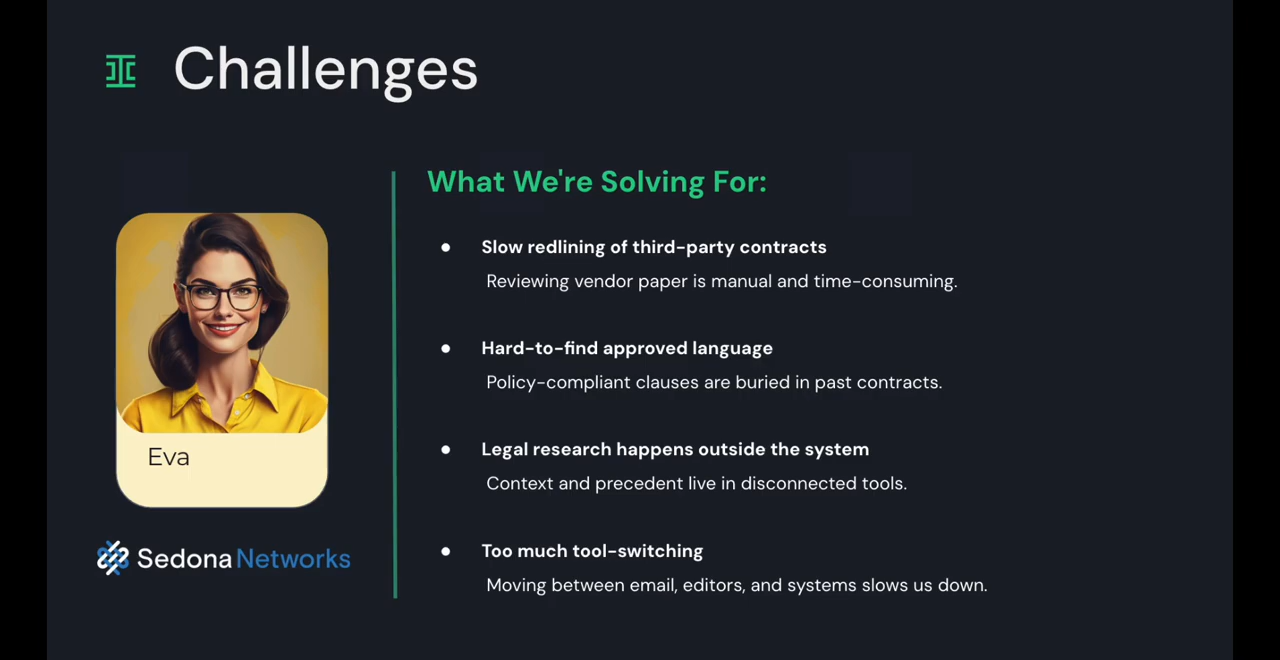 Challenges
What We're Solving For:
● Slow redlining of third-party contracts
Reviewing vendor paper is manual and time-consuming.
● Hard-to-find approved language
Policy-compliant clauses are buried in past contracts.
● Legal research happens outside the system
Context and precedent live in disconnected tools.
● Too much tool-switching
Moving between email, editors, and systems slows us down.
Eva
Sedona Networks